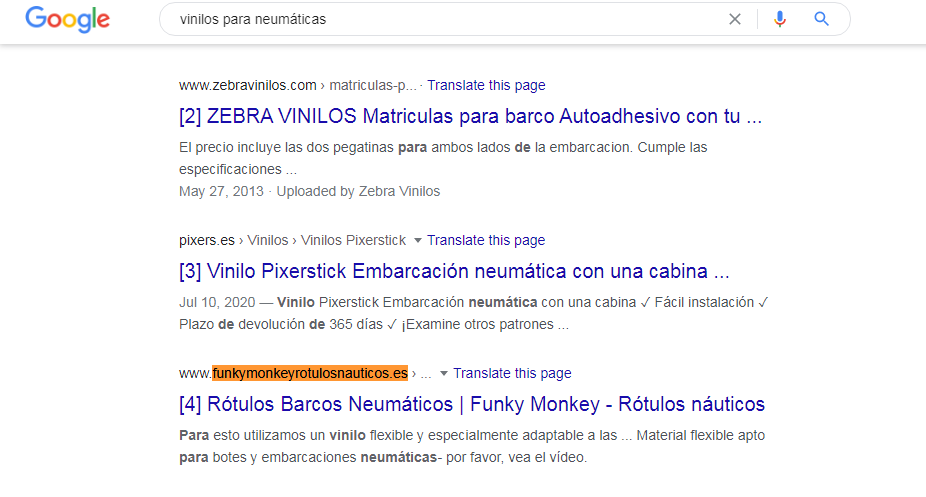 Google
vinilos para neumáticas
www.zebravinilos.com › matriculas-p... · Translate this page
[2] ZEBRA VINILOS Matriculas para barco Autoadhesivo con tu ...
El precio incluye las dos pegatinas para ambos lados de la embarcacion. Cumple las
especificaciones ...
May 27, 2013 · Uploaded by Zebra Vinilos
pixers.es › Vinilos › Vinilos Pixerstick ▼ Translate this page
[3] Vinilo Pixerstick Embarcación neumática con una cabina ...
Jul 10, 2020 — Vinilo Pixerstick Embarcación neumática con una cabina ✓ Fácil instalación ✓
Plazo de devolución de 365 días ✓ ¡Examine otros patrones ...
www.funkymonkeyrotulosnauticos.es › ... ▼ Translate this page
[4] Rótulos Barcos Neumáticos | Funky Monkey - Rótulos náuticos
Para esto utilizamos un vinilo flexible y especialmente adaptable a las ... Material flexible apto
para botes y embarcaciones neumáticas- por favor, vea el vídeo.